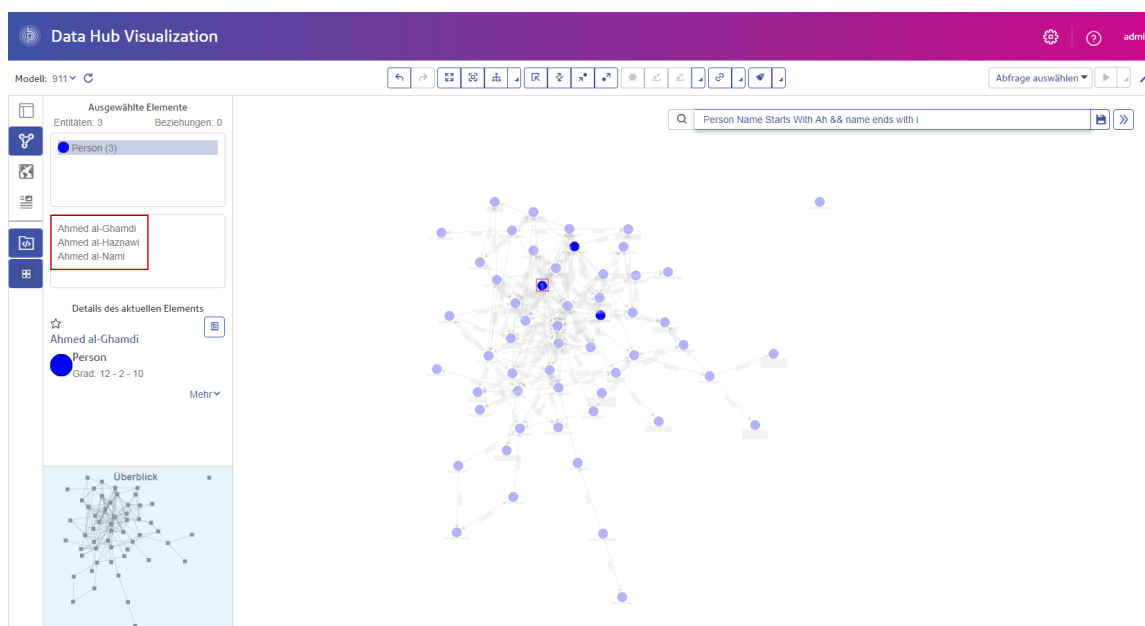 Data Hub Visualization
admi
Modell: 911
Abfrage auswählen
Ausgewählte Elemente
Entitäten: 3 Beziehungen: 0
Person (3)
Person Name Starts With Ah && name ends with i
Ahmed al-Ghamdi
Ahmed al-Haznawi
Ahmed al-Nami
Details des aktuellen Elements
Ahmed al-Ghamdi
Person
Grad: 12 - 2 - 10
Mehr
Überblick